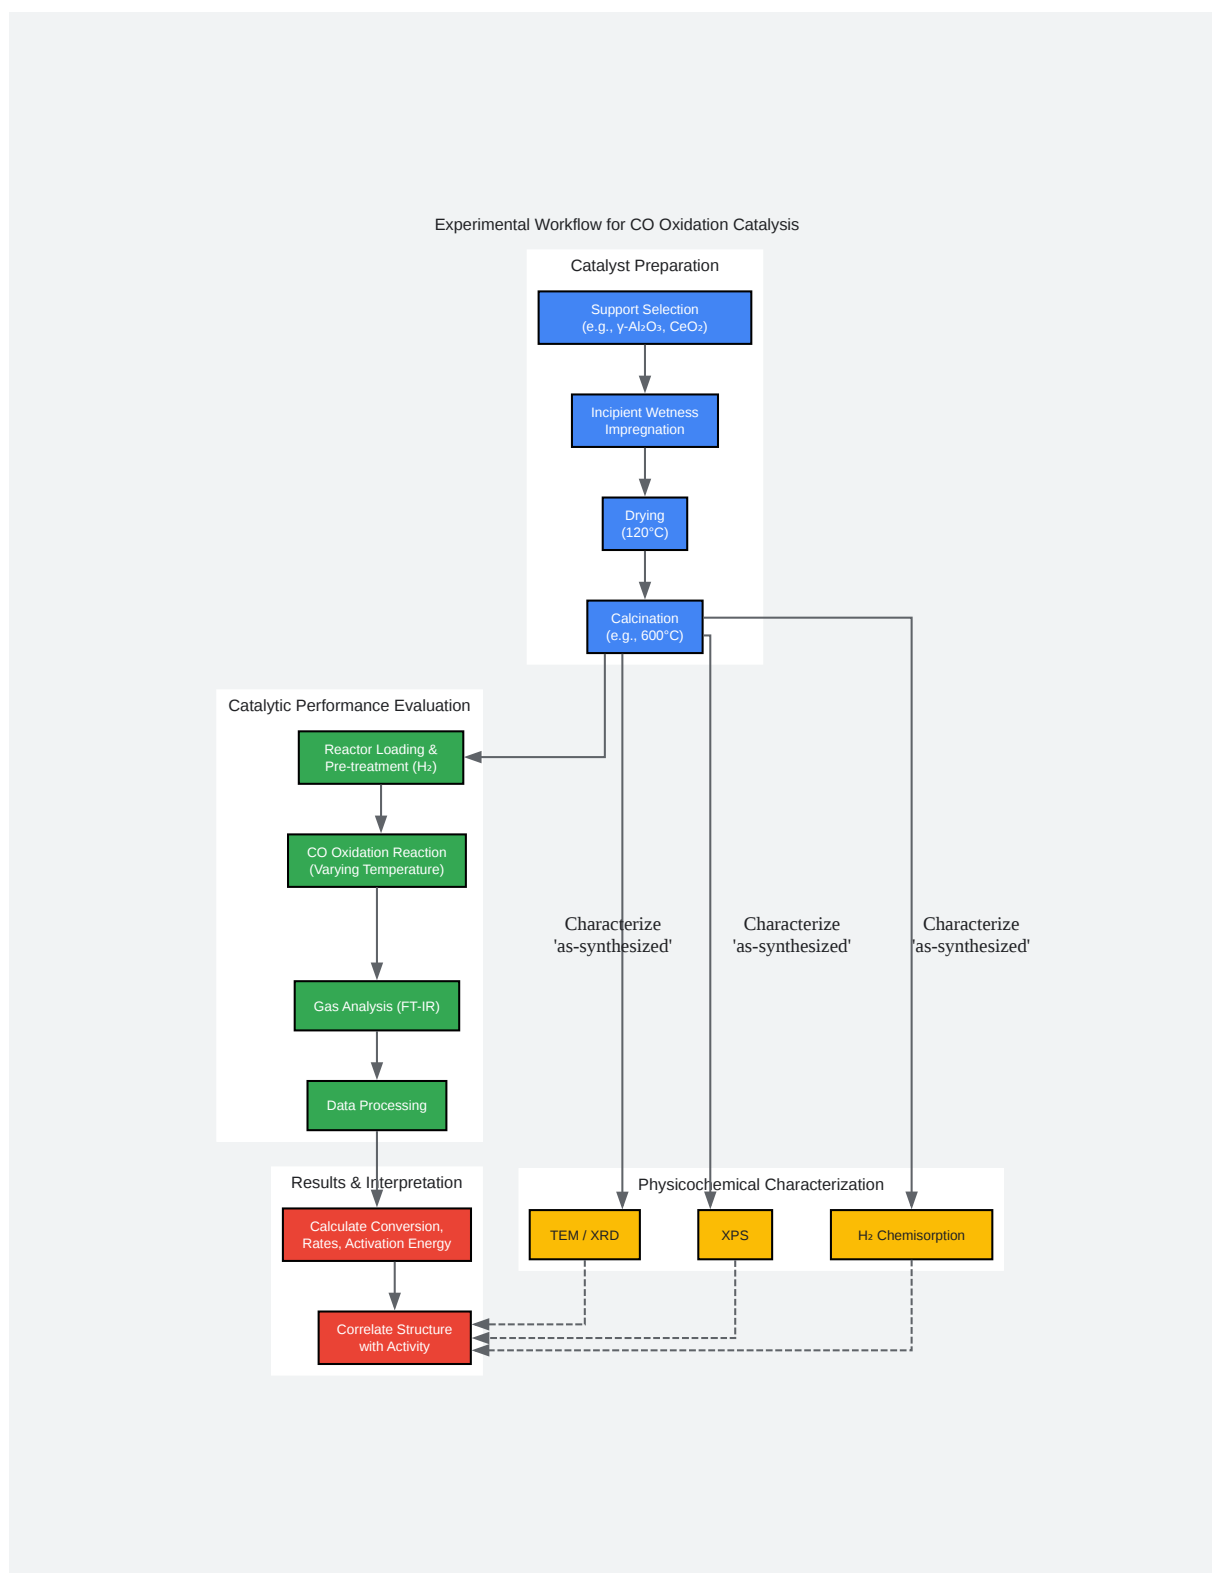 Experimental Workflow for CO Oxidation Catalysis
Catalyst Preparation
Support Selection
(e.g., γ-Al₂O₃, CeO₂)
Incipient Wetness
Impregnation
Drying
(120°C)
Calcination
(e.g., 600°C)
Catalytic Performance Evaluation
Reactor Loading &
Pre-treatment (H₂)
CO Oxidation Reaction
(Varying Temperature)
Gas Analysis (FT-IR)
Data Processing
Characterize
'as-synthesized'
Characterize
'as-synthesized'
Characterize
'as-synthesized'
Results & Interpretation
Calculate Conversion,
Rates, Activation Energy
Correlate Structure
with Activity
Physicochemical Characterization
TEM / XRD
XPS
H₂ Chemisorption